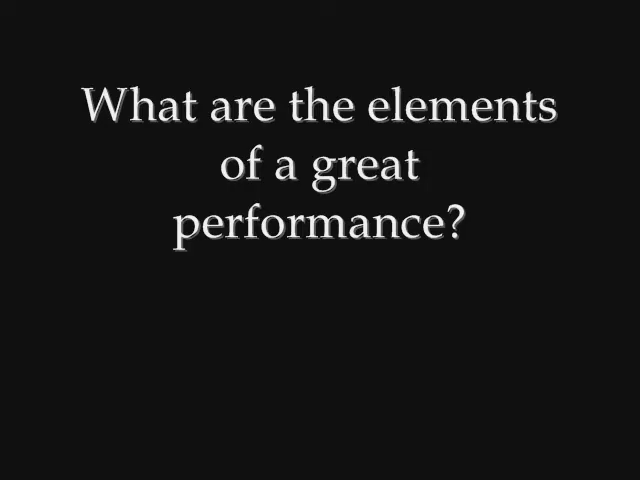 What are the elements
of a great
performance?